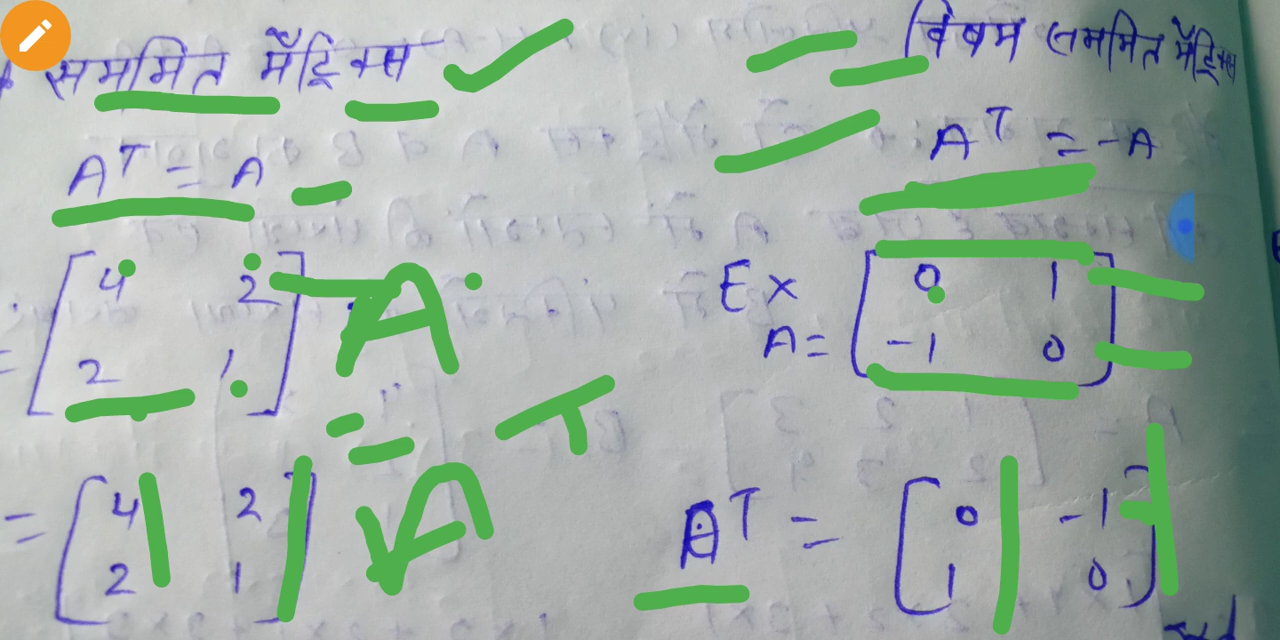 सममित मैट्रिक्स
Aᵀ = A
= [4 2
2 1]
A
= Aᵀ
= [4 2
2 1]
विषम सममित मैट्रिक्स
Aᵀ = -A
Ex
A = [0 1
-1 0]
Aᵀ = [0 -1
1 0]